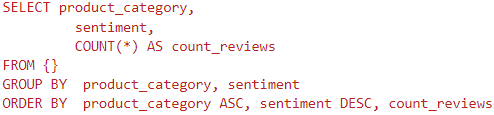 SELECT product_category,
sentiment,
COUNT(*) AS count_reviews
FROM {}
GROUP BY  product_category, sentiment
ORDER BY  product_category ASC, sentiment DESC, count_reviews